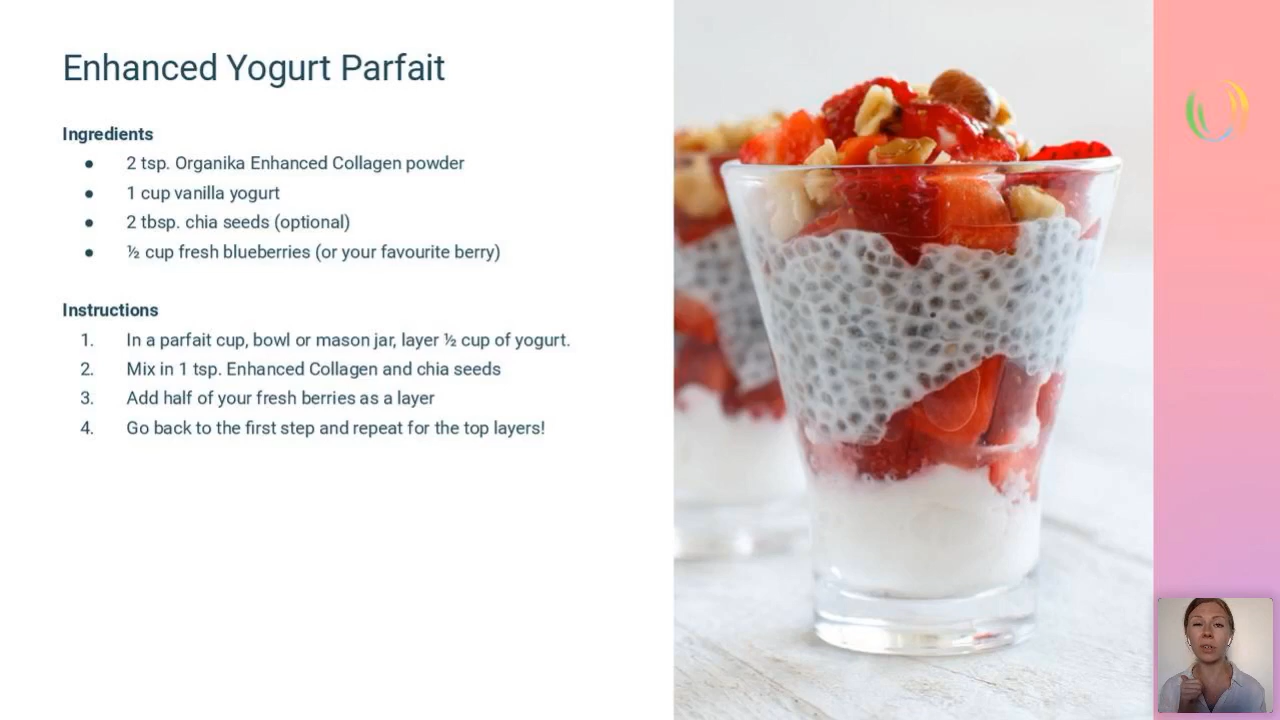 Enhanced Yogurt Parfait
Ingredients
● 2 tsp. Organika Enhanced Collagen powder
● 1 cup vanilla yogurt
● 2 tbsp. chia seeds (optional)
● ½ cup fresh blueberries (or your favourite berry)
Instructions
1. In a parfait cup, bowl or mason jar, layer ½ cup of yogurt.
2. Mix in 1 tsp. Enhanced Collagen and chia seeds
3. Add half of your fresh berries as a layer
4. Go back to the first step and repeat for the top layers!